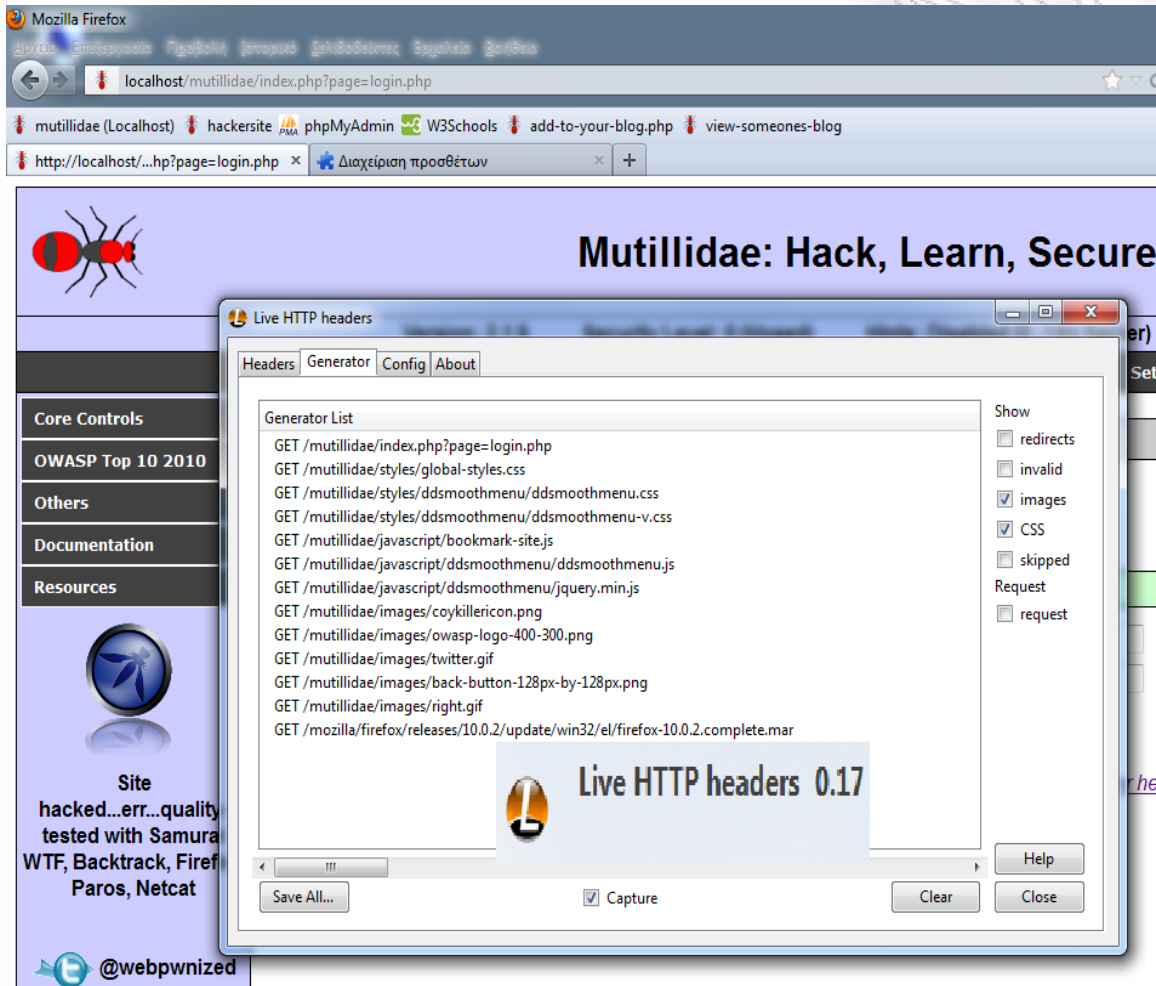 Mozilla Firefox
localhost/mutillidae/index.php?page=login.php
mutillidae (Localhost) hackersite PMA phpMyAdmin W3Schools add-to-your-blog.php view-someones-blog
http://localhost/...hp?page=login.php × Διαχείριση προσθέτων × +
Mutillidae: Hack, Learn, Secure
er)
Set
Core Controls
OWASP Top 10 2010
Others
Documentation
Resources
Site
hacked...err...quality
tested with Samura
WTF, Backtrack, Firef
Paros, Netcat
@webpwnized
Live HTTP headers
Headers Generator Config About
Generator List
GET /mutillidae/index.php?page=login.php
GET /mutillidae/styles/global-styles.css
GET /mutillidae/styles/ddsmoothmenu/ddsmoothmenu.css
GET /mutillidae/styles/ddsmoothmenu/ddsmoothmenu-v.css
GET /mutillidae/javascript/bookmark-site.js
GET /mutillidae/javascript/ddsmoothmenu/ddsmoothmenu.js
GET /mutillidae/javascript/ddsmoothmenu/jquery.min.js
GET /mutillidae/images/coykillericon.png
GET /mutillidae/images/owasp-logo-400-300.png
GET /mutillidae/images/twitter.gif
GET /mutillidae/images/back-button-128px-by-128px.png
GET /mutillidae/images/right.gif
GET /mozilla/firefox/releases/10.0.2/update/win32/el/firefox-10.0.2.complete.mar
Live HTTP headers 0.17
Show
redirects
invalid
images
CSS
skipped
Request
request
Help
Save All...
Capture
Clear
Close
r he